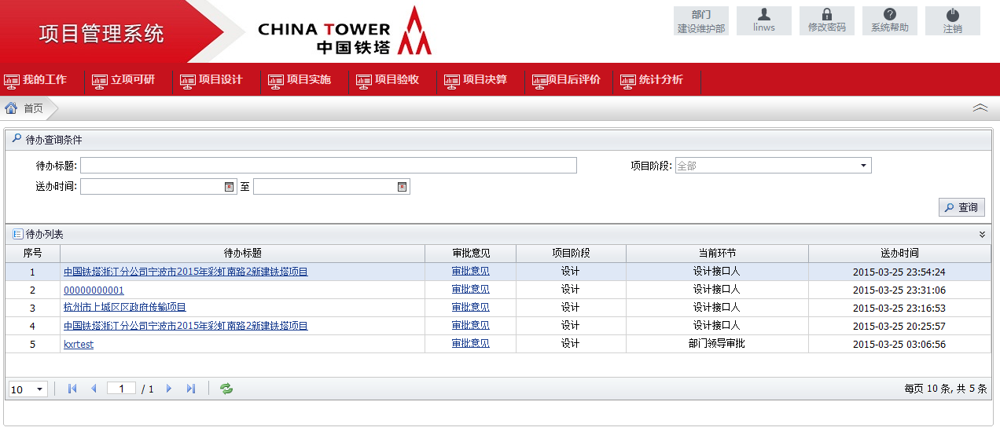 项目管理系统
CHINA TOWER
中国铁塔
部门
建设维护部
linws
修改密码
系统帮助
注销
我的工作 立项可研 项目设计 项目实施 项目验收 项目决算 项目后评价 统计分析
首页
待办查询条件
待办标题: 项目阶段: 全部
送办时间: 至
查询
待办列表
序号 待办标题 审批意见 项目阶段 当前环节 送办时间
1 中国铁塔浙江分公司宁波市2015年彩虹南路2新建铁塔项目 审批意见 设计 设计接口人 2015-03-25 23:54:24
2 00000000001 审批意见 设计 设计接口人 2015-03-25 23:31:06
3 杭州市上城区区政府传输项目 审批意见 设计 设计接口人 2015-03-25 23:16:53
4 中国铁塔浙江分公司宁波市2015年彩虹南路2新建铁塔项目 审批意见 设计 设计接口人 2015-03-25 20:25:57
5 kxrtest 审批意见 设计 部门领导审批 2015-03-25 03:06:56
10 1 / 1 每页 10 条, 共 5 条